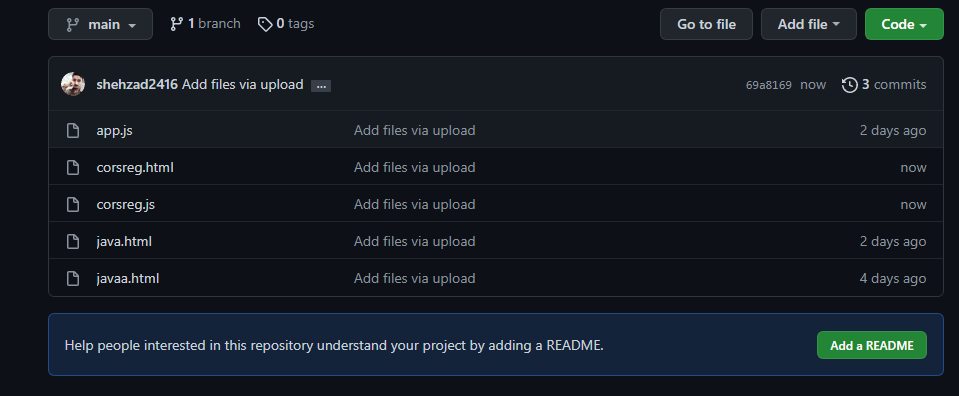 main 1 branch 0 tags Go to file Add file Code
shehzad2416 Add files via upload ... 69a8169 now 3 commits
app.js Add files via upload 2 days ago
corsreg.html Add files via upload now
corsreg.js Add files via upload now
java.html Add files via upload 2 days ago
javaa.html Add files via upload 4 days ago
Help people interested in this repository understand your project by adding a README. Add a README